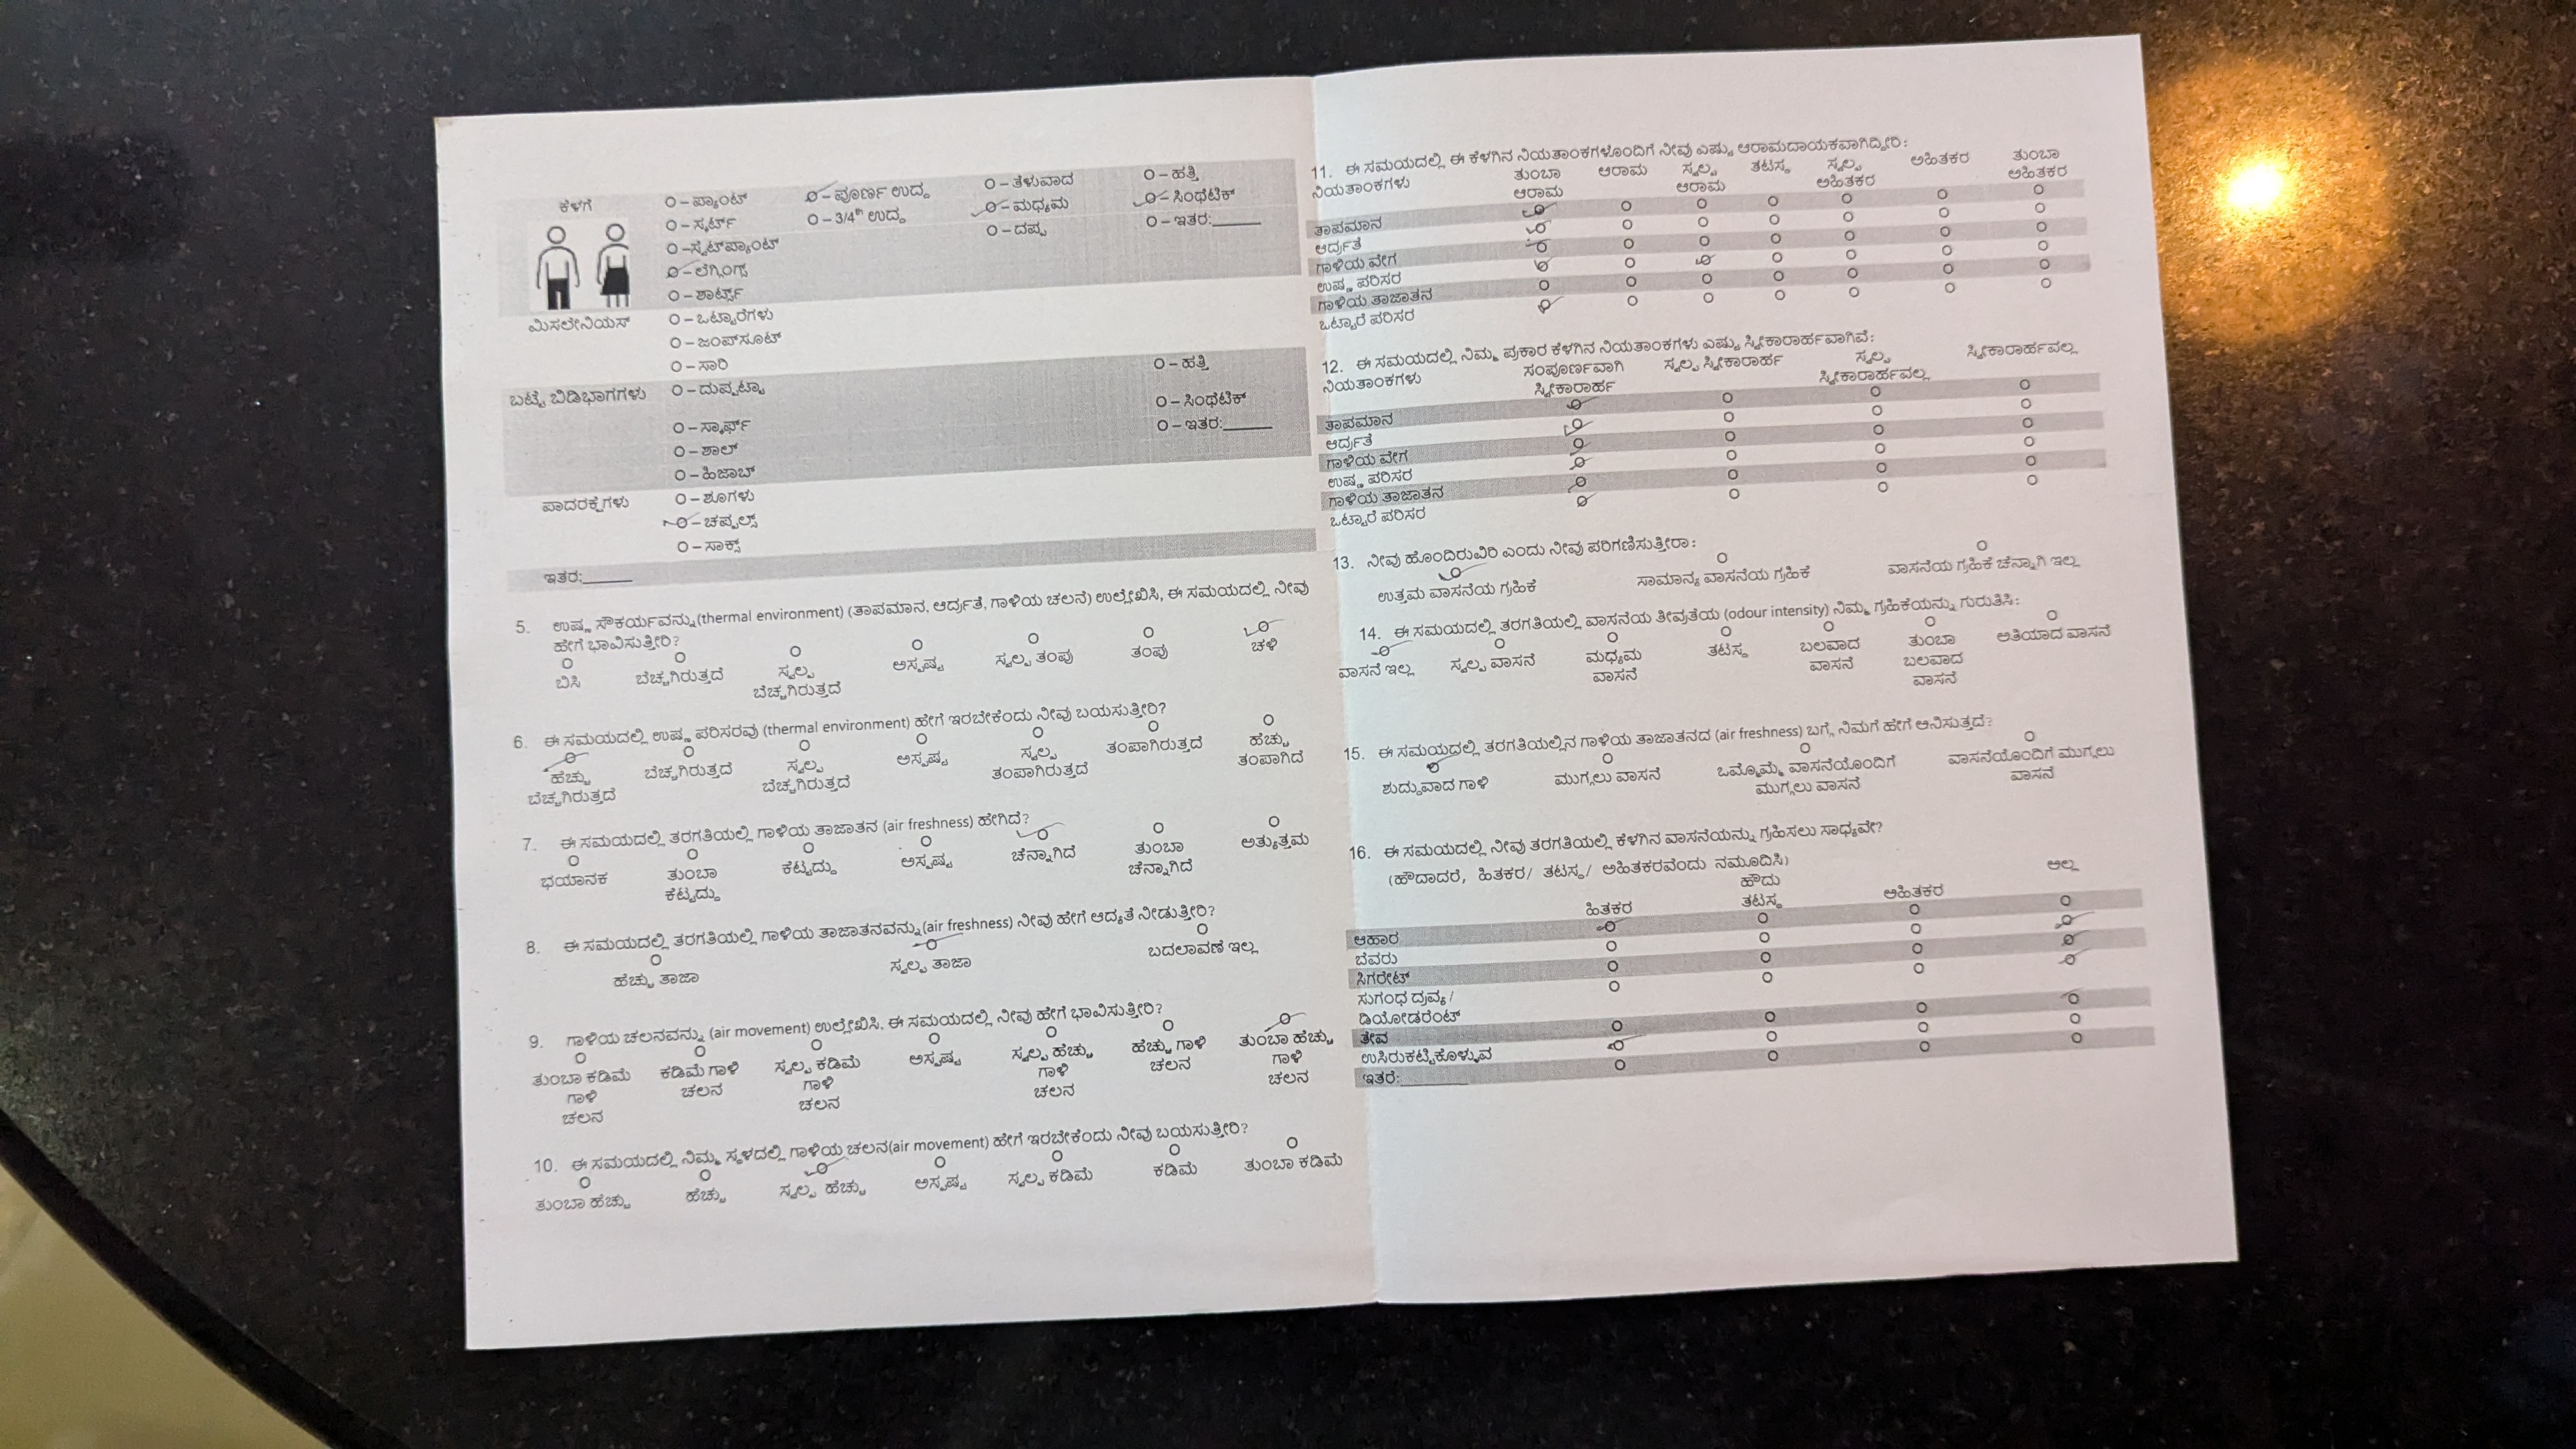 ಕೆಳಗೆ
O – ಪ್ಯಾಂಟ್ O – ಪೂರ್ಣ ಉದ್ದ O – ತೆಳುವಾದ O – ಹತ್ತಿ
O – ಸ್ಕರ್ಟ್ O – 3/4th ಉದ್ದ O – ಮಧ್ಯಮ O – ಸಿಂಥೆಟಿಕ್
O –ಸ್ವೆಟ್‌ಪ್ಯಾಂಟ್ O – ದಪ್ಪ O – ಇತರ:______
O – ಲೆಗ್ಗಿಂಗ್ಸ್
O – ಶಾರ್ಟ್ಸ್
ಮಿಸಲೇನಿಯಸ್ O – ಒಟ್ಟಾರೆಗಳು
O – ಜಂಪ್‌ಸೂಟ್
O – ಸಾರಿ
ಬಟ್ಟೆ ಬಿಡಿಭಾಗಗಳು O – ದುಪ್ಪಟ್ಟಾ O – ಹತ್ತಿ
O – ಸ್ಕಾರ್ಫ್ O – ಸಿಂಥೆಟಿಕ್
O – ಶಾಲ್ O – ಇತರ:______
O – ಹಿಜಾಬ್
ಪಾದರಕ್ಷೆಗಳು O – ಶೂಗಳು
O – ಚಪ್ಪಲ್ಸ್
O – ಸಾಕ್ಸ್
ಇತರ:______
5. ಉಷ್ಣ ಸೌಕರ್ಯವನ್ನು(thermal environment) (ತಾಪಮಾನ, ಆರ್ದ್ರತೆ, ಗಾಳಿಯ ಚಲನೆ) ಉಲ್ಲೇಖಿಸಿ, ಈ ಸಮಯದಲ್ಲಿ ನೀವು
ಹೇಗೆ ಭಾವಿಸುತ್ತೀರಿ?
O O O O O O O
ಬಿಸಿ ಬೆಚ್ಚಗಿರುತ್ತದೆ ಸ್ವಲ್ಪ ಅಸ್ಪಷ್ಟ ಸ್ವಲ್ಪ ತಂಪು ತಂಪು ಚಳಿ
ಬೆಚ್ಚಗಿರುತ್ತದೆ
6. ಈ ಸಮಯದಲ್ಲಿ ಉಷ್ಣ ಪರಿಸರವು (thermal environment) ಹೇಗೆ ಇರಬೇಕೆಂದು ನೀವು ಬಯಸುತ್ತೀರಿ?
O O O O O O O
ಹೆಚ್ಚು ಬೆಚ್ಚಗಿರುತ್ತದೆ ಸ್ವಲ್ಪ ಅಸ್ಪಷ್ಟ ಸ್ವಲ್ಪ ತಂಪಾಗಿರುತ್ತದೆ ಹೆಚ್ಚು
ಬೆಚ್ಚಗಿರುತ್ತದೆ ಬೆಚ್ಚಗಿರುತ್ತದೆ ತಂಪಾಗಿರುತ್ತದೆ ತಂಪಾಗಿದೆ
7. ಈ ಸಮಯದಲ್ಲಿ ತರಗತಿಯಲ್ಲಿ ಗಾಳಿಯ ತಾಜಾತನ (air freshness) ಹೇಗಿದೆ?
O O O O O O O
ಭಯಾನಕ ತುಂಬಾ ಕೆಟ್ಟದ್ದು ಅಸ್ಪಷ್ಟ ಚೆನ್ನಾಗಿದೆ ತುಂಬಾ ಅತ್ಯುತ್ತಮ
ಕೆಟ್ಟದ್ದು ಚೆನ್ನಾಗಿದೆ
8. ಈ ಸಮಯದಲ್ಲಿ ತರಗತಿಯಲ್ಲಿ ಗಾಳಿಯ ತಾಜಾತನವನ್ನು(air freshness) ನೀವು ಹೇಗೆ ಆದ್ಯತೆ ನೀಡುತ್ತೀರಿ?
O O O
ಹೆಚ್ಚು ತಾಜಾ ಸ್ವಲ್ಪ ತಾಜಾ ಬದಲಾವಣೆ ಇಲ್ಲ
9. ಗಾಳಿಯ ಚಲನವನ್ನು (air movement) ಉಲ್ಲೇಖಿಸಿ, ಈ ಸಮಯದಲ್ಲಿ ನೀವು ಹೇಗೆ ಭಾವಿಸುತ್ತೀರಿ?
O O O O O O O
ತುಂಬಾ ಕಡಿಮೆ ಕಡಿಮೆ ಗಾಳಿ ಸ್ವಲ್ಪ ಕಡಿಮೆ ಅಸ್ಪಷ್ಟ ಸ್ವಲ್ಪ ಹೆಚ್ಚು ಹೆಚ್ಚು ಗಾಳಿ ತುಂಬಾ ಹೆಚ್ಚು
ಗಾಳಿ ಚಲನ ಗಾಳಿ ಗಾಳಿ ಚಲನ ಗಾಳಿ
ಚಲನ ಚಲನ ಚಲನ ಚಲನ
10. ಈ ಸಮಯದಲ್ಲಿ ನಿಮ್ಮ ಸ್ಥಳದಲ್ಲಿ ಗಾಳಿಯ ಚಲನ(air movement) ಹೇಗೆ ಇರಬೇಕೆಂದು ನೀವು ಬಯಸುತ್ತೀರಿ?
O O O O O O O
ತುಂಬಾ ಹೆಚ್ಚು ಹೆಚ್ಚು ಸ್ವಲ್ಪ ಹೆಚ್ಚು ಅಸ್ಪಷ್ಟ ಸ್ವಲ್ಪ ಕಡಿಮೆ ಕಡಿಮೆ ತುಂಬಾ ಕಡಿಮೆ
11. ಈ ಸಮಯದಲ್ಲಿ ಈ ಕೆಳಗಿನ ನಿಯತಾಂಕಗಳೊಂದಿಗೆ ನೀವು ಎಷ್ಟು ಆರಾಮದಾಯಕವಾಗಿದ್ದೀರಿ:
ನಿಯತಾಂಕಗಳು ತುಂಬಾ ಆರಾಮ ಸ್ವಲ್ಪ ತಟಸ್ಥ ಸ್ವಲ್ಪ ಅಹಿತಕರ ತುಂಬಾ
ಆರಾಮ ಆರಾಮ ಅಹಿತಕರ ಅಹಿತಕರ
ತಾಪಮಾನ O O O O O O O
ಆರ್ದ್ರತೆ O O O O O O O
ಗಾಳಿಯ ವೇಗ O O O O O O O
ಉಷ್ಣ ಪರಿಸರ O O O O O O O
ಗಾಳಿಯ ತಾಜಾತನ O O O O O O O
ಒಟ್ಟಾರೆ ಪರಿಸರ O O O O O O O
12. ಈ ಸಮಯದಲ್ಲಿ ನಿಮ್ಮ ಪ್ರಕಾರ ಕೆಳಗಿನ ನಿಯತಾಂಕಗಳು ಎಷ್ಟು ಸ್ವೀಕಾರಾರ್ಹವಾಗಿವೆ:
ನಿಯತಾಂಕಗಳು ಸಂಪೂರ್ಣವಾಗಿ ಸ್ವಲ್ಪ ಸ್ವೀಕಾರಾರ್ಹ ಸ್ವಲ್ಪ ಸ್ವೀಕಾರಾರ್ಹವಲ್ಲ
ಸ್ವೀಕಾರಾರ್ಹ ಸ್ವೀಕಾರಾರ್ಹವಲ್ಲ
ತಾಪಮಾನ O O O O
ಆರ್ದ್ರತೆ O O O O
ಗಾಳಿಯ ವೇಗ O O O O
ಉಷ್ಣ ಪರಿಸರ O O O O
ಗಾಳಿಯ ತಾಜಾತನ O O O O
ಒಟ್ಟಾರೆ ಪರಿಸರ O O O O
13. ನೀವು ಹೊಂದಿರುವಿರಿ ಎಂದು ನೀವು ಪರಿಗಣಿಸುತ್ತೀರಾ:
O O O
ಉತ್ತಮ ವಾಸನೆಯ ಗ್ರಹಿಕೆ ಸಾಮಾನ್ಯ ವಾಸನೆಯ ಗ್ರಹಿಕೆ ವಾಸನೆಯ ಗ್ರಹಿಕೆ ಚೆನ್ನಾಗಿ ಇಲ್ಲ
14. ಈ ಸಮಯದಲ್ಲಿ ತರಗತಿಯಲ್ಲಿ ವಾಸನೆಯ ತೀವ್ರತೆಯ (odour intensity) ನಿಮ್ಮ ಗ್ರಹಿಕೆಯನ್ನು ಗುರುತಿಸಿ:
O O O O O O O
ವಾಸನೆ ಇಲ್ಲ ಸ್ವಲ್ಪ ವಾಸನೆ ಮಧ್ಯಮ ತಟಸ್ಥ ಬಲವಾದ ತುಂಬಾ ಅತಿಯಾದ ವಾಸನೆ
ವಾಸನೆ ವಾಸನೆ ಬಲವಾದ
ವಾಸನೆ
15. ಈ ಸಮಯದಲ್ಲಿ ತರಗತಿಯಲ್ಲಿನ ಗಾಳಿಯ ತಾಜಾತನದ (air freshness) ಬಗ್ಗೆ ನಿಮಗೆ ಹೇಗೆ ಅನಿಸುತ್ತದೆ?
O O O O
ಶುದ್ಧವಾದ ಗಾಳಿ ಮುಗ್ಗಲು ವಾಸನೆ ಒಮ್ಮೊಮ್ಮೆ ವಾಸನೆಯೊಂದಿಗೆ ವಾಸನೆಯೊಂದಿಗೆ ಮುಗ್ಗಲು
ಮುಗ್ಗಲು ವಾಸನೆ ವಾಸನೆ
16. ಈ ಸಮಯದಲ್ಲಿ ನೀವು ತರಗತಿಯಲ್ಲಿ ಕೆಳಗಿನ ವಾಸನೆಯನ್ನು ಗ್ರಹಿಸಲು ಸಾಧ್ಯವೇ?
(ಹೌದಾದರೆ, ಹಿತಕರ/ ತಟಸ್ಥ/ ಅಹಿತಕರವೆಂದು ನಮೂದಿಸಿ)
ಹೌದು ಅಲ್ಲ
ಹಿತಕರ ತಟಸ್ಥ ಅಹಿತಕರ
ಆಹಾರ O O O O
ಬೆವರು O O O O
ಸಿಗರೇಟ್ O O O O
ಸುಗಂಧ ದ್ರವ್ಯ/ O O O O
ಡಿಯೋಡರೆಂಟ್
ತೇವ O O O O
ಉಸಿರುಕಟ್ಟಿಕೊಳ್ಳುವ O O O O
ಇತರೆ:________ O O O O